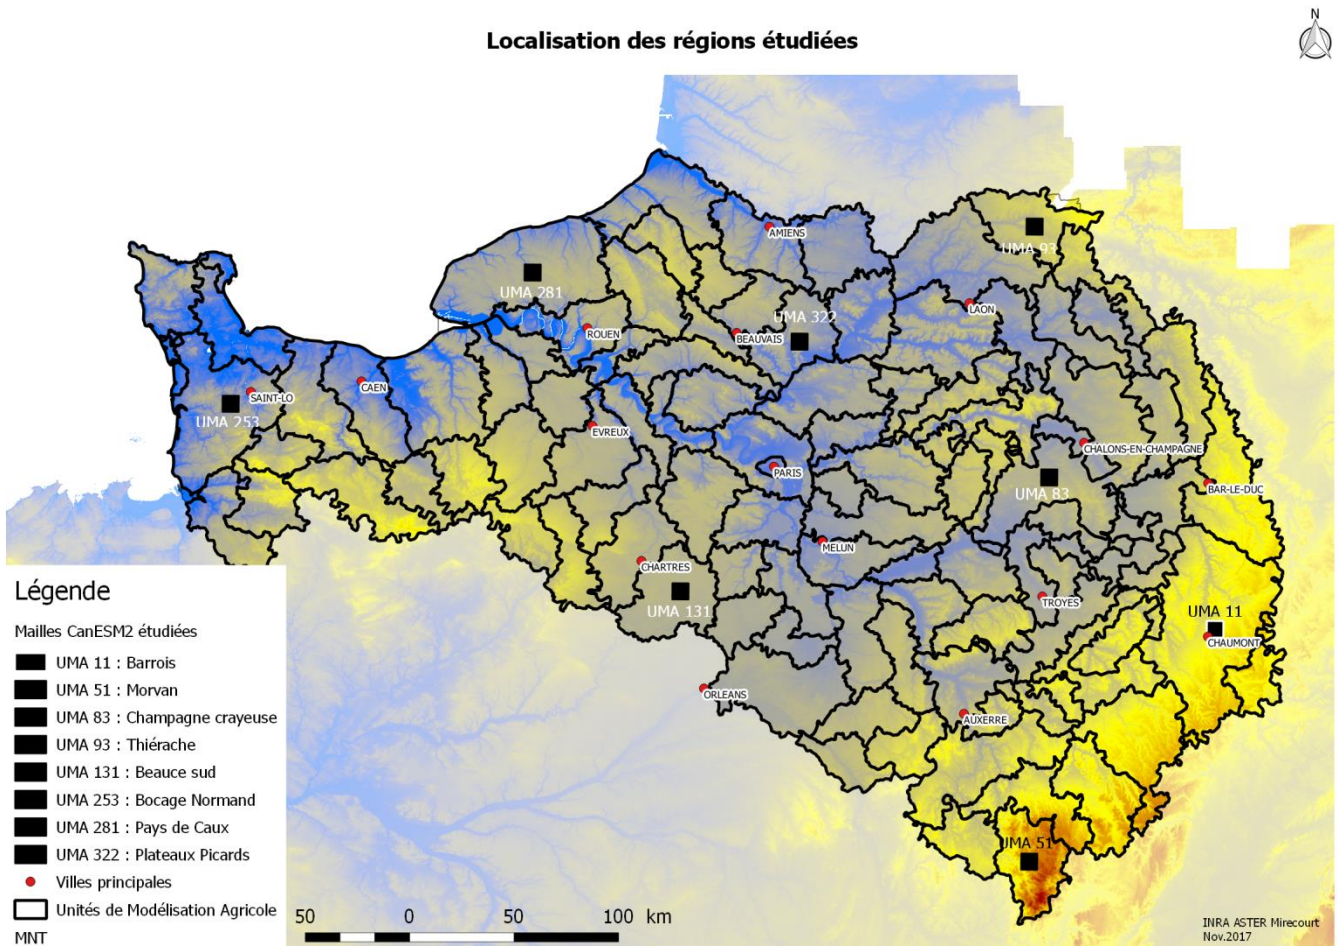 Localisation des régions étudiées
N
AMIENS
UMA 93
UMA 281
LAON
ROUEN
BEAUVAIS
UMA 322
SAINT-LO
CAEN
UMA 253
EVREUX
CHALONS-EN-CHAMPAGNE
PARIS
UMA 83
BAR-LE-DUC
MELUN
CHARTRES
UMA 131
TROYES
UMA 11
CHAUMONT
ORLEANS
AUXERRE
UMA 51
Légende
Mailles CanESM2 étudiées
UMA 11 : Barrois
UMA 51 : Morvan
UMA 83 : Champagne crayeuse
UMA 93 : Thiérache
UMA 131 : Beauce sud
UMA 253 : Bocage Normand
UMA 281 : Pays de Caux
UMA 322 : Plateaux Picards
Villes principales
Unités de Modélisation Agricole
MNT
50 0 50 100 km
INRA ASTER Mirecourt
Nov.2017